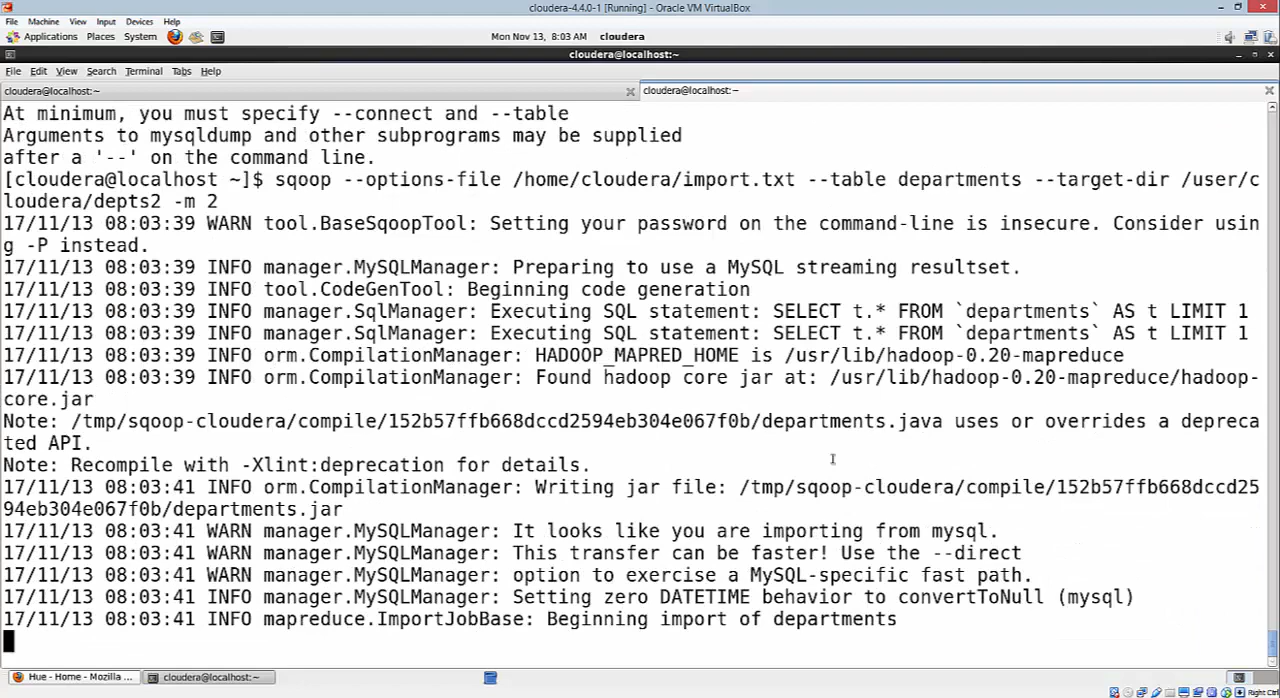 cloudera-4.4.0-1 [Running] - Oracle VM VirtualBox
File Machine View Input Devices Help
Applications Places System Mon Nov 13, 8:03 AM cloudera
cloudera@localhost:~
File Edit View Search Terminal Tabs Help
cloudera@localhost:~ cloudera@localhost:~
At minimum, you must specify --connect and --table
Arguments to mysqldump and other subprograms may be supplied
after a '--' on the command line.
[cloudera@localhost ~]$ sqoop --options-file /home/cloudera/import.txt --table departments --target-dir /user/c
loudera/depts2 -m 2
17/11/13 08:03:39 WARN tool.BaseSqoopTool: Setting your password on the command-line is insecure. Consider usin
g -P instead.
17/11/13 08:03:39 INFO manager.MySQLManager: Preparing to use a MySQL streaming resultset.
17/11/13 08:03:39 INFO tool.CodeGenTool: Beginning code generation
17/11/13 08:03:39 INFO manager.SqlManager: Executing SQL statement: SELECT t.* FROM `departments` AS t LIMIT 1
17/11/13 08:03:39 INFO manager.SqlManager: Executing SQL statement: SELECT t.* FROM `departments` AS t LIMIT 1
17/11/13 08:03:39 INFO orm.CompilationManager: HADOOP_MAPRED_HOME is /usr/lib/hadoop-0.20-mapreduce
17/11/13 08:03:39 INFO orm.CompilationManager: Found hadoop core jar at: /usr/lib/hadoop-0.20-mapreduce/hadoop-
core.jar
Note: /tmp/sqoop-cloudera/compile/152b57ffb668dccd2594eb304e067f0b/departments.java uses or overrides a depreca
ted API.
Note: Recompile with -Xlint:deprecation for details.
17/11/13 08:03:41 INFO orm.CompilationManager: Writing jar file: /tmp/sqoop-cloudera/compile/152b57ffb668dccd25
94eb304e067f0b/departments.jar
17/11/13 08:03:41 WARN manager.MySQLManager: It looks like you are importing from mysql.
17/11/13 08:03:41 WARN manager.MySQLManager: This transfer can be faster! Use the --direct
17/11/13 08:03:41 WARN manager.MySQLManager: option to exercise a MySQL-specific fast path.
17/11/13 08:03:41 INFO manager.MySQLManager: Setting zero DATETIME behavior to convertToNull (mysql)
17/11/13 08:03:41 INFO mapreduce.ImportJobBase: Beginning import of departments
Hue - Home - Mozilla ... cloudera@localhost:~
Right Ctrl